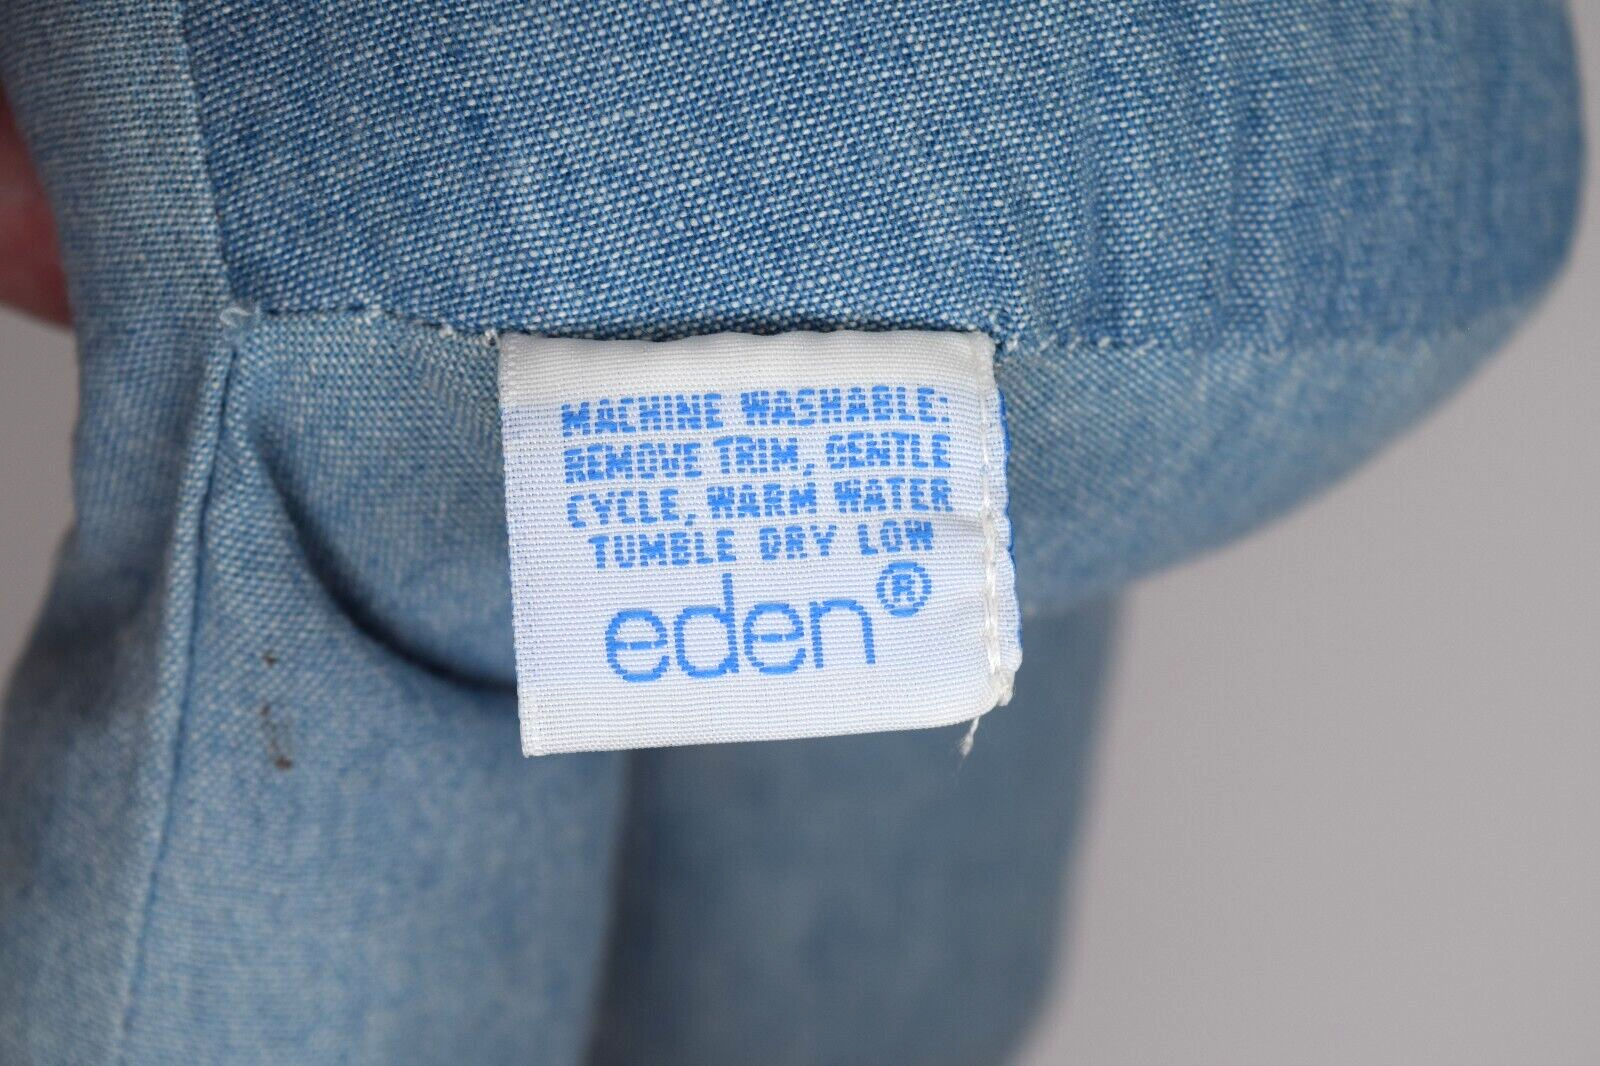 MACHINE WASHABLE:
REMOVE TRIM, GENTLE
CYCLE, WARM WATER
TUMBLE DRY LOW
eden®